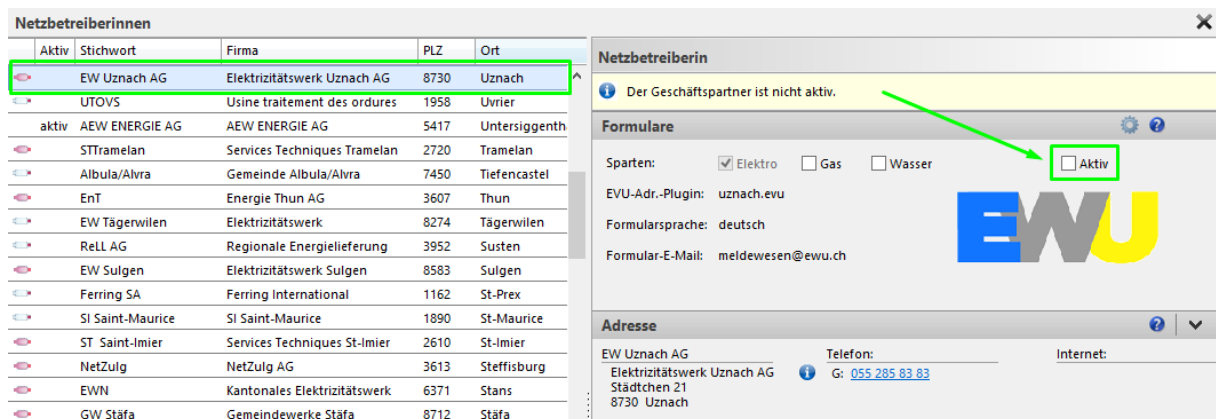 Netzbetreiberinnen
Aktiv Stichwort Firma PLZ Ort
EW Uznach AG Elektrizitätswerk Uznach AG 8730 Uznach
UTOVS Usine traitement des ordures 1958 Uvrier
aktiv AEW ENERGIE AG AEW ENERGIE AG 5417 Untersiggenth
STTramelan Services Techniques Tramelan 2720 Tramelan
Albula/Alvra Gemeinde Albula/Alvra 7450 Tiefencastel
EnT Energie Thun AG 3607 Thun
EW Tägerwilen Elektrizitätswerk 8274 Tägerwilen
ReLL AG Regionale Energielieferung 3952 Susten
EW Sulgen Elektrizitätswerk Sulgen 8583 Sulgen
Ferring SA Ferring International 1162 St-Prex
SI Saint-Maurice SI Saint-Maurice 1890 St-Maurice
ST Saint-Imier Services Techniques St-Imier 2610 St-Imier
NetZulg NetZulg AG 3613 Steffisburg
EWN Kantonales Elektrizitätswerk 6371 Stans
GW Stäfa Gemeindewerke Stäfa 8712 Stäfa
Netzbetreiberin
Der Geschäftspartner ist nicht aktiv.
Formulare
Sparten: Elektro Gas Wasser Aktiv
EVU-Adr.-Plugin: uznach.evu
Formularsprache: deutsch
Formular-E-Mail: meldewesen@ewu.ch
EWU
Adresse
EW Uznach AG Telefon: Internet:
Elektrizitätswerk Uznach AG G: 055 285 83 83
Städtchen 21
8730 Uznach